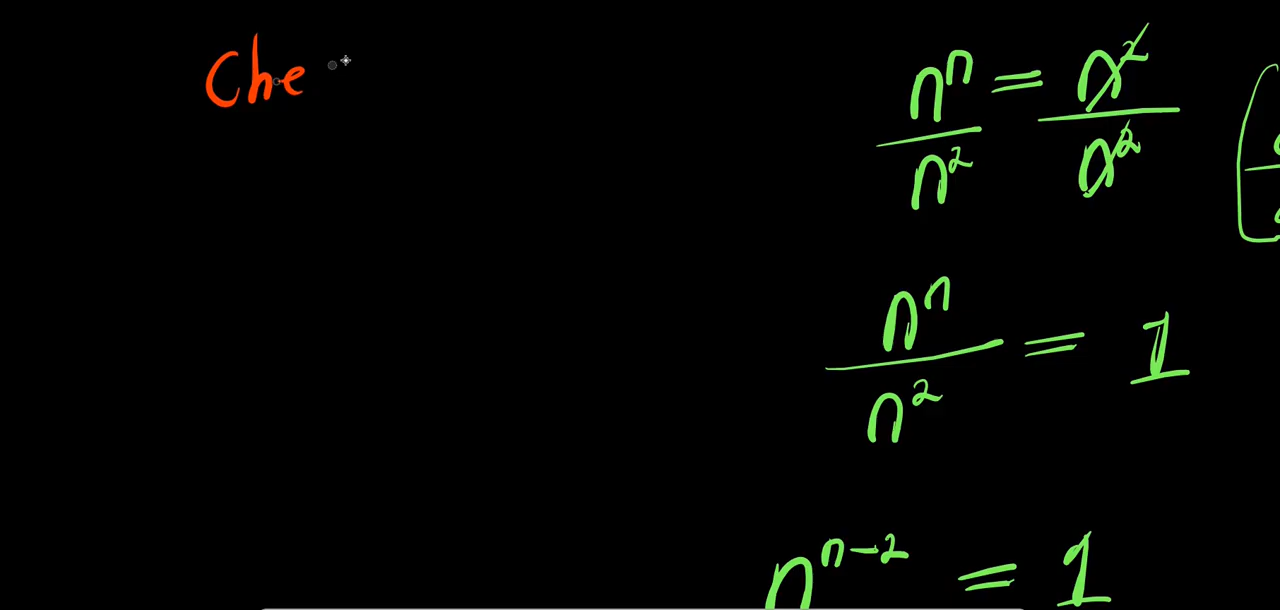 Che
n^n / n^2 = n^2 / n^2
n^n / n^2 = 1
n^{n-2} = 1